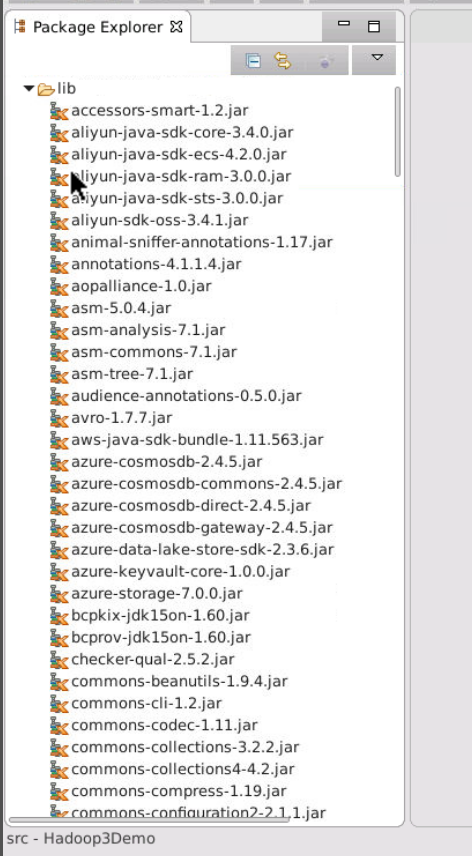 Package Explorer
lib
accessors-smart-1.2.jar
aliyun-java-sdk-core-3.4.0.jar
aliyun-java-sdk-ecs-4.2.0.jar
aliyun-java-sdk-ram-3.0.0.jar
aliyun-java-sdk-sts-3.0.0.jar
aliyun-sdk-oss-3.4.1.jar
animal-sniffer-annotations-1.17.jar
annotations-4.1.1.4.jar
aopalliance-1.0.jar
asm-5.0.4.jar
asm-analysis-7.1.jar
asm-commons-7.1.jar
asm-tree-7.1.jar
audience-annotations-0.5.0.jar
avro-1.7.7.jar
aws-java-sdk-bundle-1.11.563.jar
azure-cosmosdb-2.4.5.jar
azure-cosmosdb-commons-2.4.5.jar
azure-cosmosdb-direct-2.4.5.jar
azure-cosmosdb-gateway-2.4.5.jar
azure-data-lake-store-sdk-2.3.6.jar
azure-keyvault-core-1.0.0.jar
azure-storage-7.0.0.jar
bcpkix-jdk15on-1.60.jar
bcprov-jdk15on-1.60.jar
checker-qual-2.5.2.jar
commons-beanutils-1.9.4.jar
commons-cli-1.2.jar
commons-codec-1.11.jar
commons-collections-3.2.2.jar
commons-collections4-4.2.jar
commons-compress-1.19.jar
commons-configuration2-2.1.1.jar
src - Hadoop3Demo